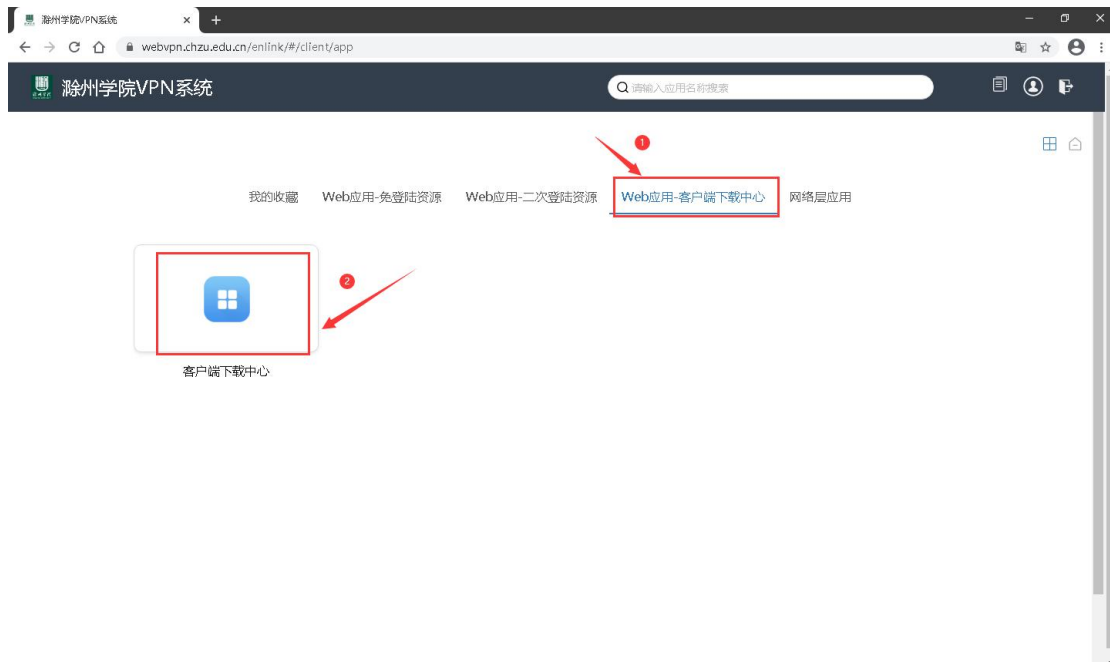 滁州学院VPN系统
webvpn.chzu.edu.cn/enlink/#/client/app
滁州学院VPN系统
请输入应用名称搜索
1
我的收藏 Web应用-免登陆资源 Web应用-二次登陆资源 Web应用-客户端下载中心 网络层应用
2
客户端下载中心